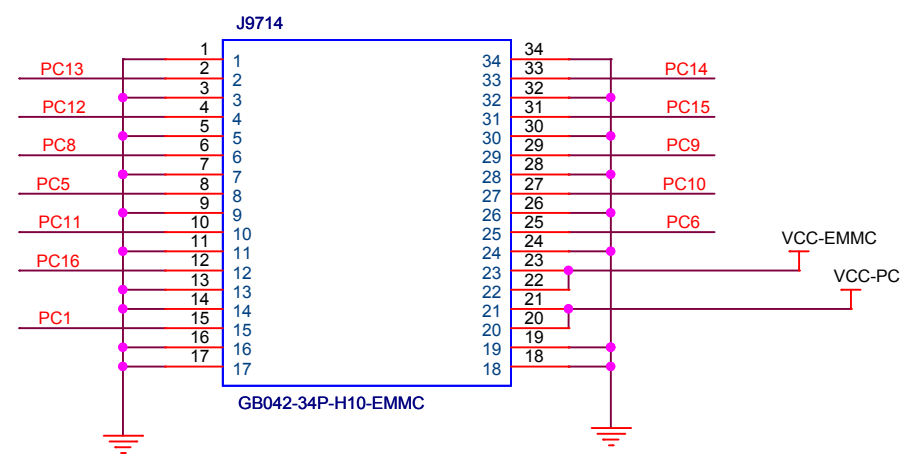 J9714
1 1 34 34
PC13 2 2 33 33 PC14
3 3 32 32
PC12 4 4 31 31 PC15
5 5 30 30
PC8 6 6 29 29 PC9
7 7 28 28
PC5 8 8 27 27 PC10
9 9 26 26
PC11 10 10 25 25 PC6
11 11 24 24
VCC-EMMC
PC16 12 12 23 23
13 13 22 22
VCC-PC
14 14 21 21
PC1 15 15 20 20
16 16 19 19
17 17 18 18
GB042-34P-H10-EMMC